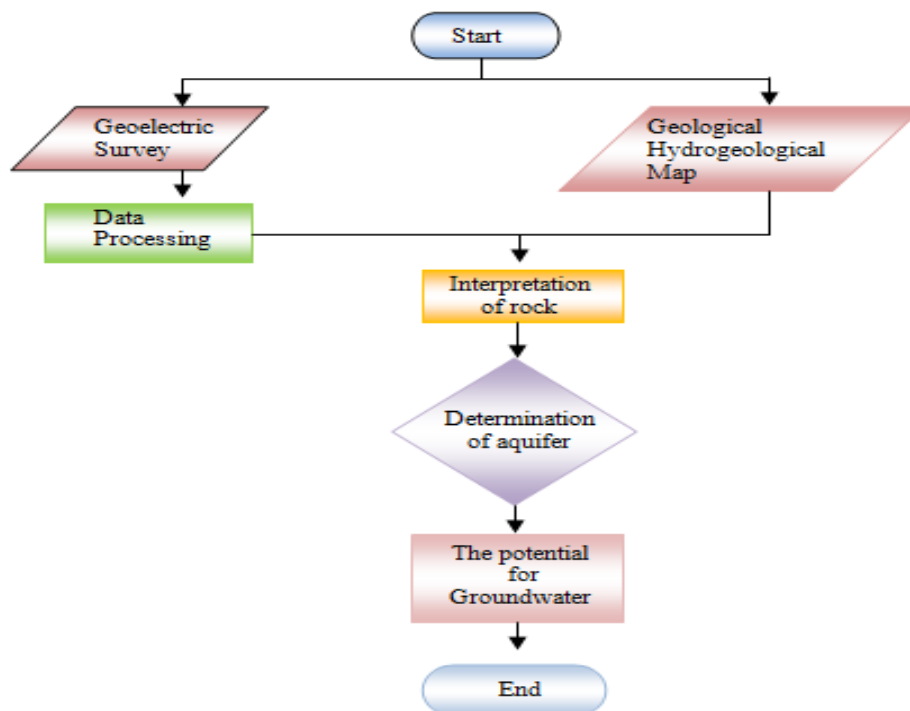 Start
Geoelectric
Survey
Geological
Hydrogeological
Map
Data
Processing
Interpretation
of rock
Determination
of aquifer
The potential
for
Groundwater
End